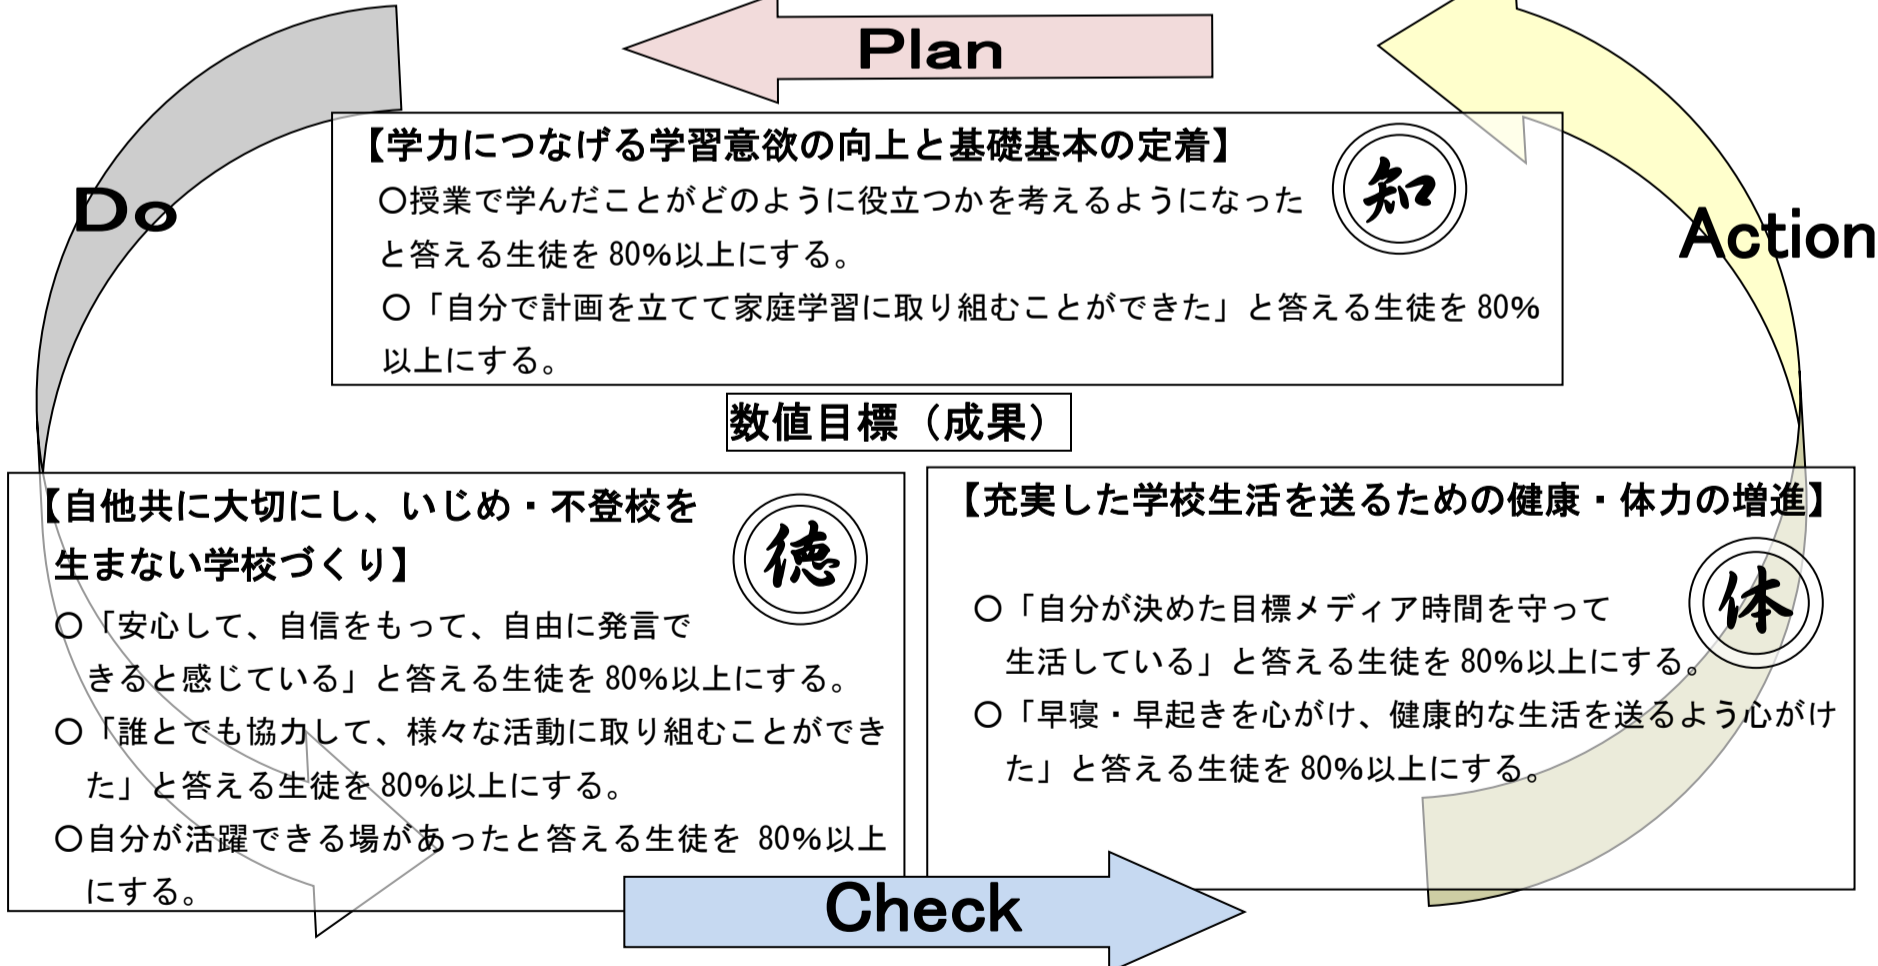 Plan
Do
Action
【学力につなげる学習意欲の向上と基礎基本の定着】
知
〇授業で学んだことがどのように役立つかを考えるようになった
と答える生徒を80%以上にする。
〇「自分で計画を立てて家庭学習に取り組むことができた」と答える生徒を80%
以上にする。
数値目標（成果）
【自他共に大切にし、いじめ・不登校を
生まない学校づくり】
徳
〇「安心して、自信をもって、自由に発言で
きると感じている」と答える生徒を80%以上にする。
〇「誰とでも協力して、様々な活動に取り組むことができ
た」と答える生徒を80%以上にする。
〇自分が活躍できる場があったと答える生徒を 80%以上
にする。
【充実した学校生活を送るための健康・体力の増進】
体
〇「自分が決めた目標メディア時間を守って
生活している」と答える生徒を80%以上にする。
〇「早寝・早起きを心がけ、健康的な生活を送るよう心がけ
た」と答える生徒を80%以上にする。
Check